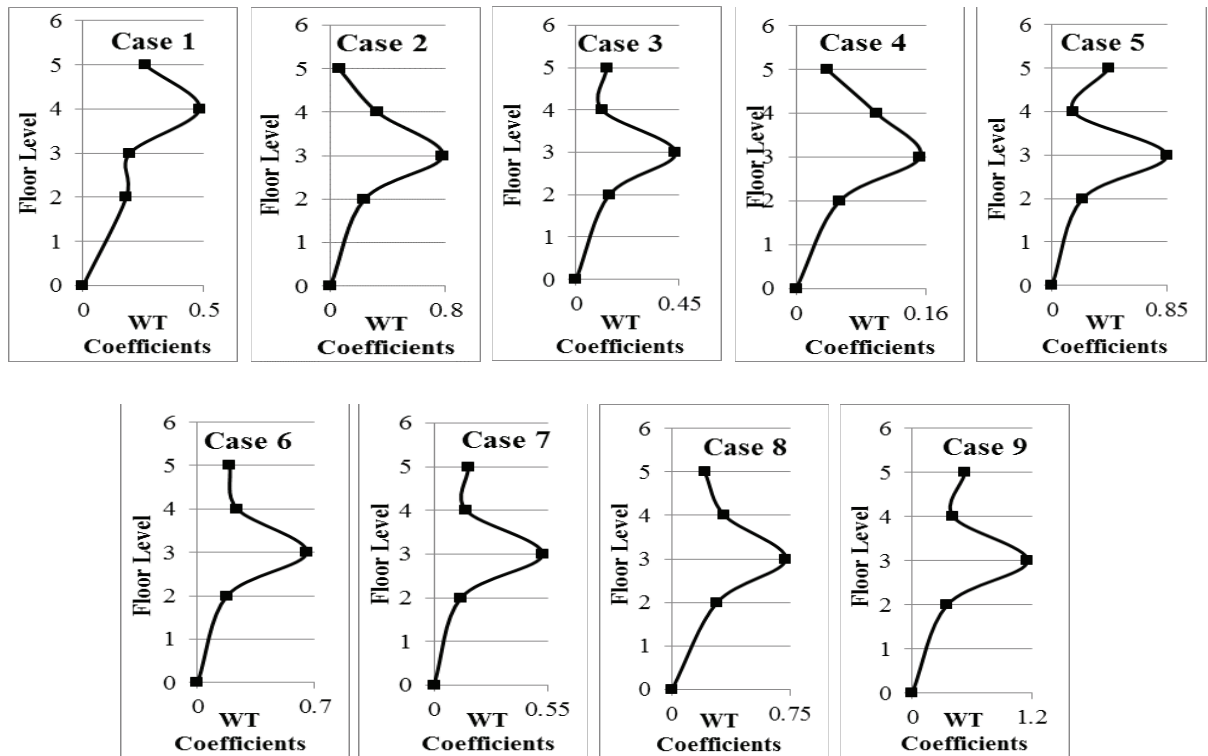 Case 1
Floor Level
6
5
4
3
2
1
0
0
0.5
WT
Coefficients
Case 2
Floor Level
6
5
4
3
2
1
0
0
0.8
WT
Coefficients
Case 3
Floor Level
6
5
4
3
2
1
0
0
0.45
WT
Coefficients
Case 4
Floor Level
6
5
4
3
2
1
0
0
0.16
WT
Coefficients
Case 5
Floor Level
6
5
4
3
2
1
0
0
0.85
WT
Coefficients
Case 6
Floor Level
6
5
4
3
2
1
0
0
0.7
WT
Coefficients
Case 7
Floor Level
6
5
4
3
2
1
0
0
0.55
WT
Coefficients
Case 8
Floor Level
6
5
4
3
2
1
0
0
0.75
WT
Coefficients
Case 9
Floor Level
6
5
4
3
2
1
0
0
1.2
WT
Coefficients